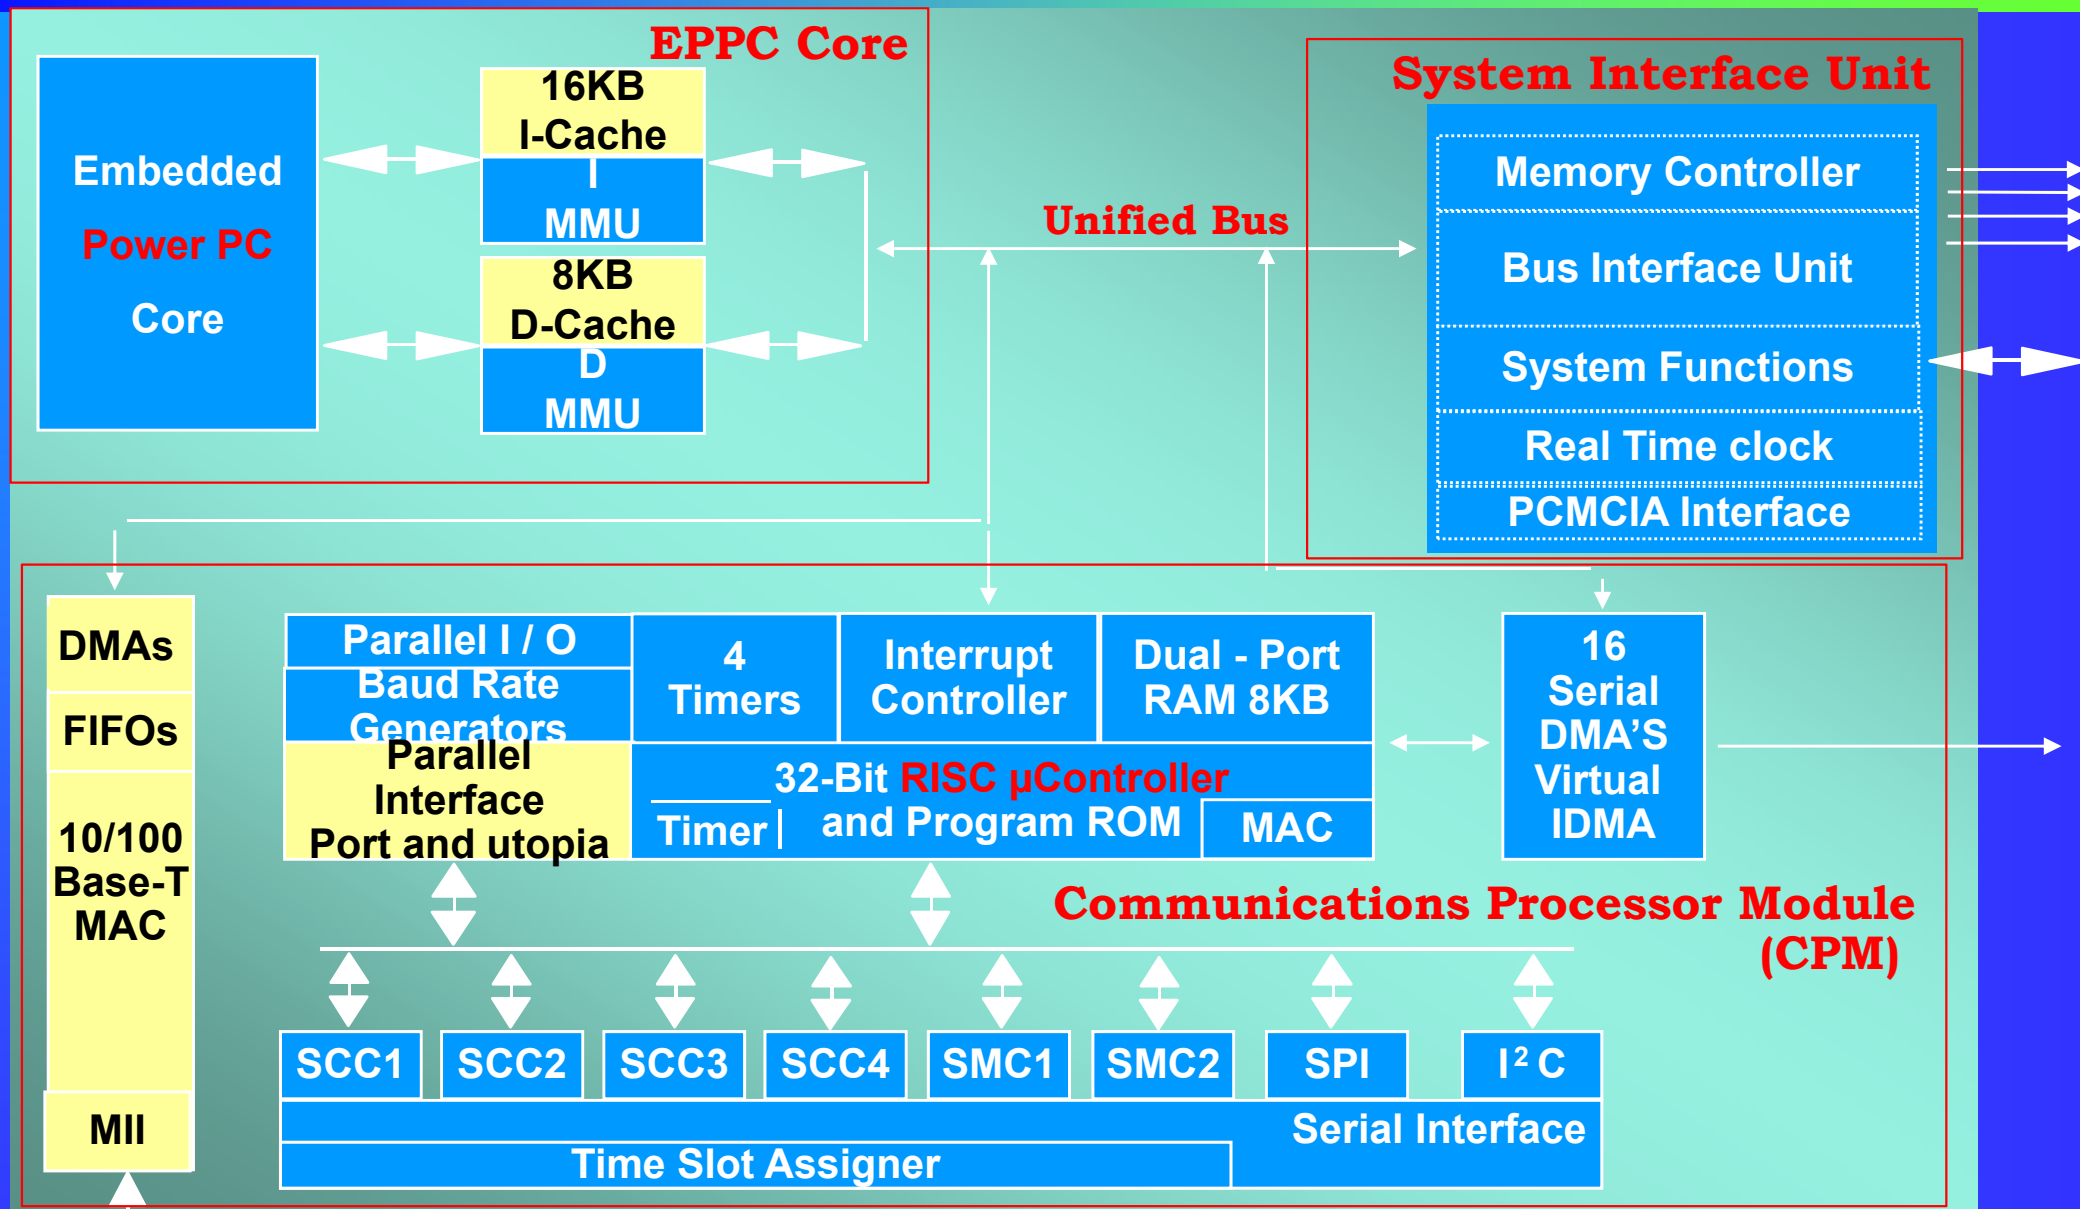 EPPC Core
Embedded
Power PC
Core
16KB
I-Cache
I
MMU
8KB
D-Cache
D
MMU
Unified Bus
System Interface Unit
Memory Controller
Bus Interface Unit
System Functions
Real Time clock
PCMCIA Interface
DMAs
FIFOs
10/100
Base-T
MAC
MII
Parallel I / O
Baud Rate
Generators
Parallel
Interface
Port and utopia
4
Timers
Interrupt
Controller
Dual - Port
RAM 8KB
32-Bit RISC µController
and Program ROM
Timer
MAC
16
Serial
DMA'S
Virtual
IDMA
Communications Processor Module
(CPM)
SCC1
SCC2
SCC3
SCC4
SMC1
SMC2
SPI
I² C
Serial Interface
Time Slot Assigner